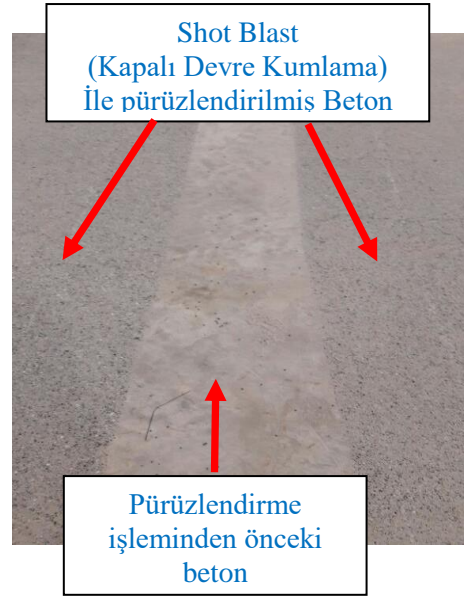 Shot Blast
(Kapalı Devre Kumlama)
İle pürüzlendirilmiş Beton
Pürüzlendirme
işleminden önceki
beton